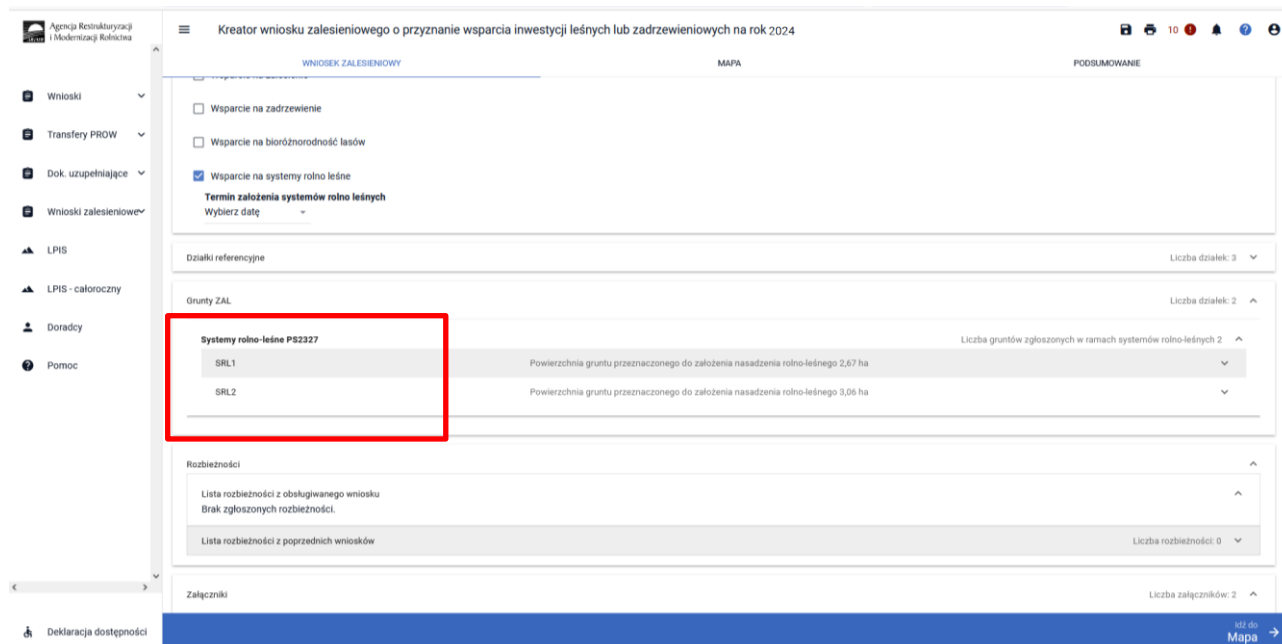 Agencja Restrukturyzacji
i Modernizacji Rolnictwa
Kreator wniosku zalesieniowego o przyznanie wsparcia inwestycji leśnych lub zadrzewieniowych na rok 2024
10
WNIOSEK ZALESIENIOWY
MAPA
PODSUMOWANIE
Wnioski
Transfery PROW
Dok. uzupełniające
Wnioski zalesieniowe
LPIS
LPIS - całoroczny
Doradcy
Pomoc
Deklaracja dostępności
Wsparcie na zadrzewienie
Wsparcie na bioróżnorodność lasów
Wsparcie na systemy rolno leśne
Termin założenia systemów rolno leśnych
Wybierz datę
Działki referencyjne
Liczba działek: 3
Grunty ZAL
Liczba działek: 2
Systemy rolno-leśne PS2327
Liczba gruntów zgłoszonych w ramach systemów rolno-leśnych 2
SRL1 Powierzchnia gruntu przeznaczonego do założenia nasadzenia rolno-leśnego 2,67 ha
SRL2 Powierzchnia gruntu przeznaczonego do założenia nasadzenia rolno-leśnego 3,06 ha
Rozbieżności
Lista rozbieżności z obsługiwanego wniosku
Brak zgłoszonych rozbieżności.
Lista rozbieżności z poprzednich wniosków
Liczba rozbieżności: 0
Załączniki
Liczba załączników: 2
Idź do
Mapa